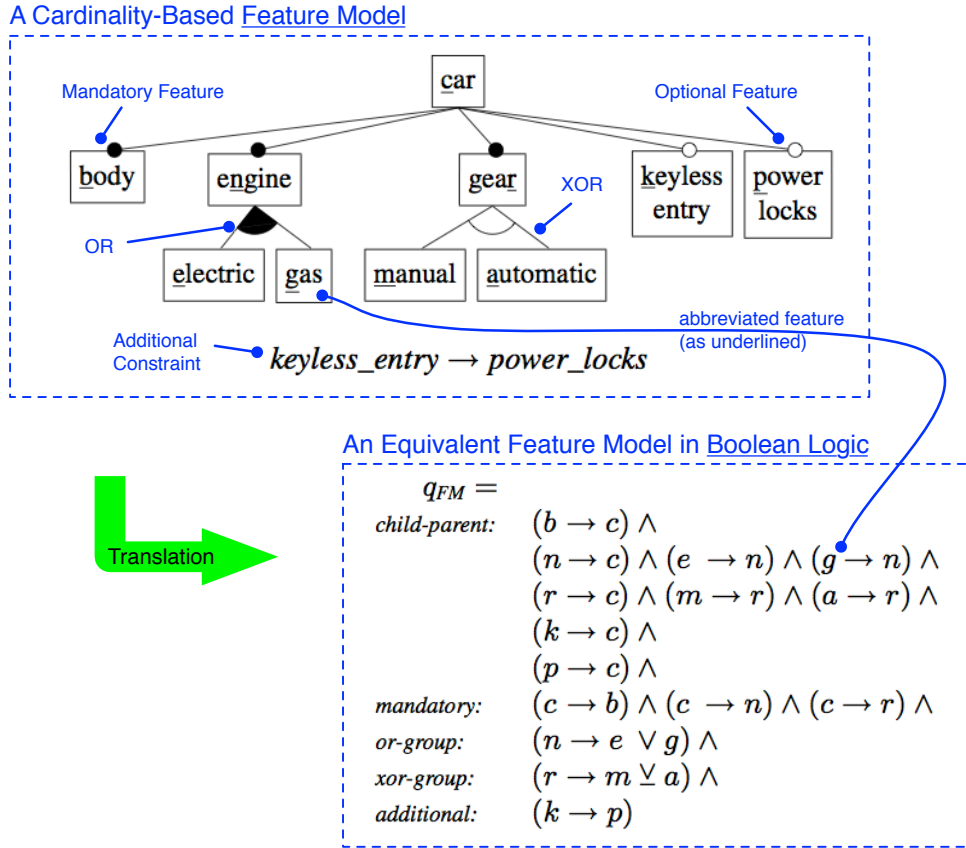 A Cardinality-Based Feature Model
car
Mandatory Feature
Optional Feature
body
engine
gear
keyless
entry
power
locks
XOR
OR
electric
gas
manual
automatic
abbreviated feature
(as underlined)
Additional
Constraint
keyless_entry → power_locks
An Equivalent Feature Model in Boolean Logic
Translation
qFM =
child-parent: (b → c) ∧
(n → c) ∧ (e → n) ∧ (g → n) ∧
(r → c) ∧ (m → r) ∧ (a → r) ∧
(k → c) ∧
(p → c) ∧
mandatory: (c → b) ∧ (c → n) ∧ (c → r) ∧
or-group: (n → e ∨ g) ∧
xor-group: (r → m ⊻ a) ∧
additional: (k → p)